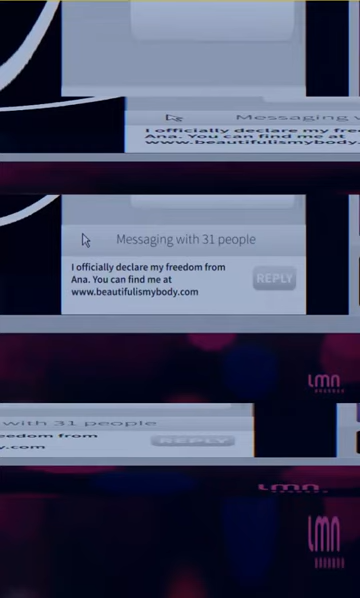 Messaging
I officially declare my fre
Ana. You can find me at
www.beautifulismybody.
Messaging with 31 people
I officially declare my freedom from
Ana. You can find me at
www.beautifulismybody.com
REPLY
lmn
with 31 people
eedom from
y.com
REPLY
lmn
lmn